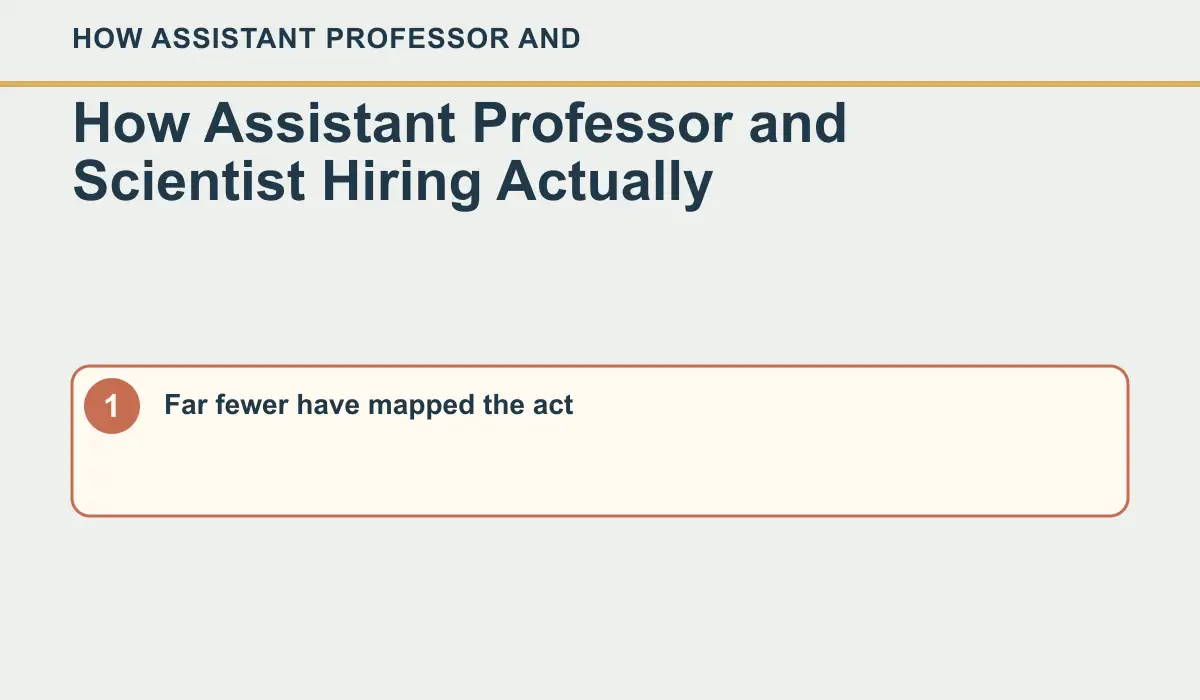 HOW ASSISTANT PROFESSOR AND
How Assistant Professor and
Scientist Hiring Actually
1
Far fewer have mapped the act